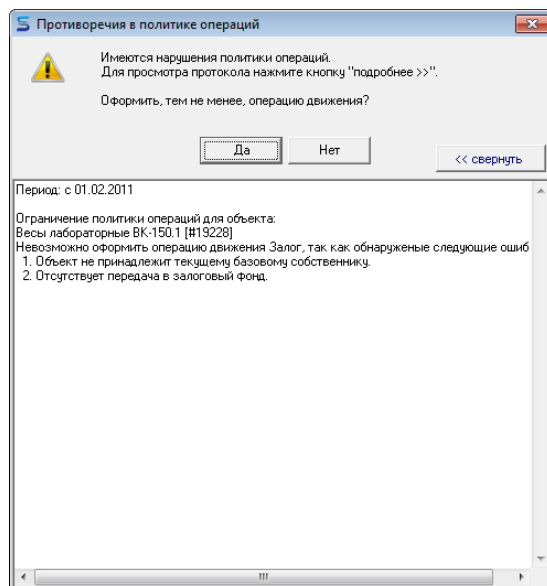 Противоречия в политике операций
Имеются нарушения политики операций.
Для просмотра протокола нажмите кнопку "подробнее >>".
Оформить, тем не менее, операцию движения?
Да
Нет
<< свернуть
Период: с 01.02.2011
Ограничение политики операций для объекта:
Весы лабораторные ВК-150.1 [#19228]
Невозможно оформить операцию движения Залог, так как обнаруженые следующие ошиб
1. Объект не принадлежит текущему базовому собственнику.
2. Отсутствует передача в залоговый фонд.